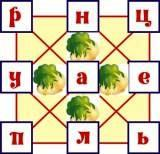 р н ц
у а е
п л ь